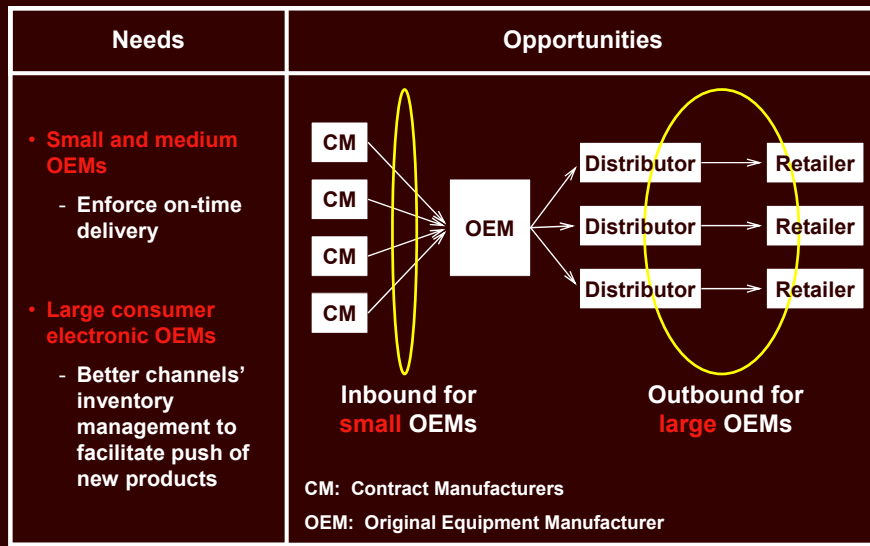 Needs
Opportunities
• Small and medium
OEMs
- Enforce on-time
delivery
• Large consumer
electronic OEMs
- Better channels’
inventory
management to
facilitate push of
new products
CM
CM
CM
CM
OEM
Distributor
Retailer
Distributor
Retailer
Distributor
Retailer
Inbound for
small OEMs
Outbound for
large OEMs
CM: Contract Manufacturers
OEM: Original Equipment Manufacturer